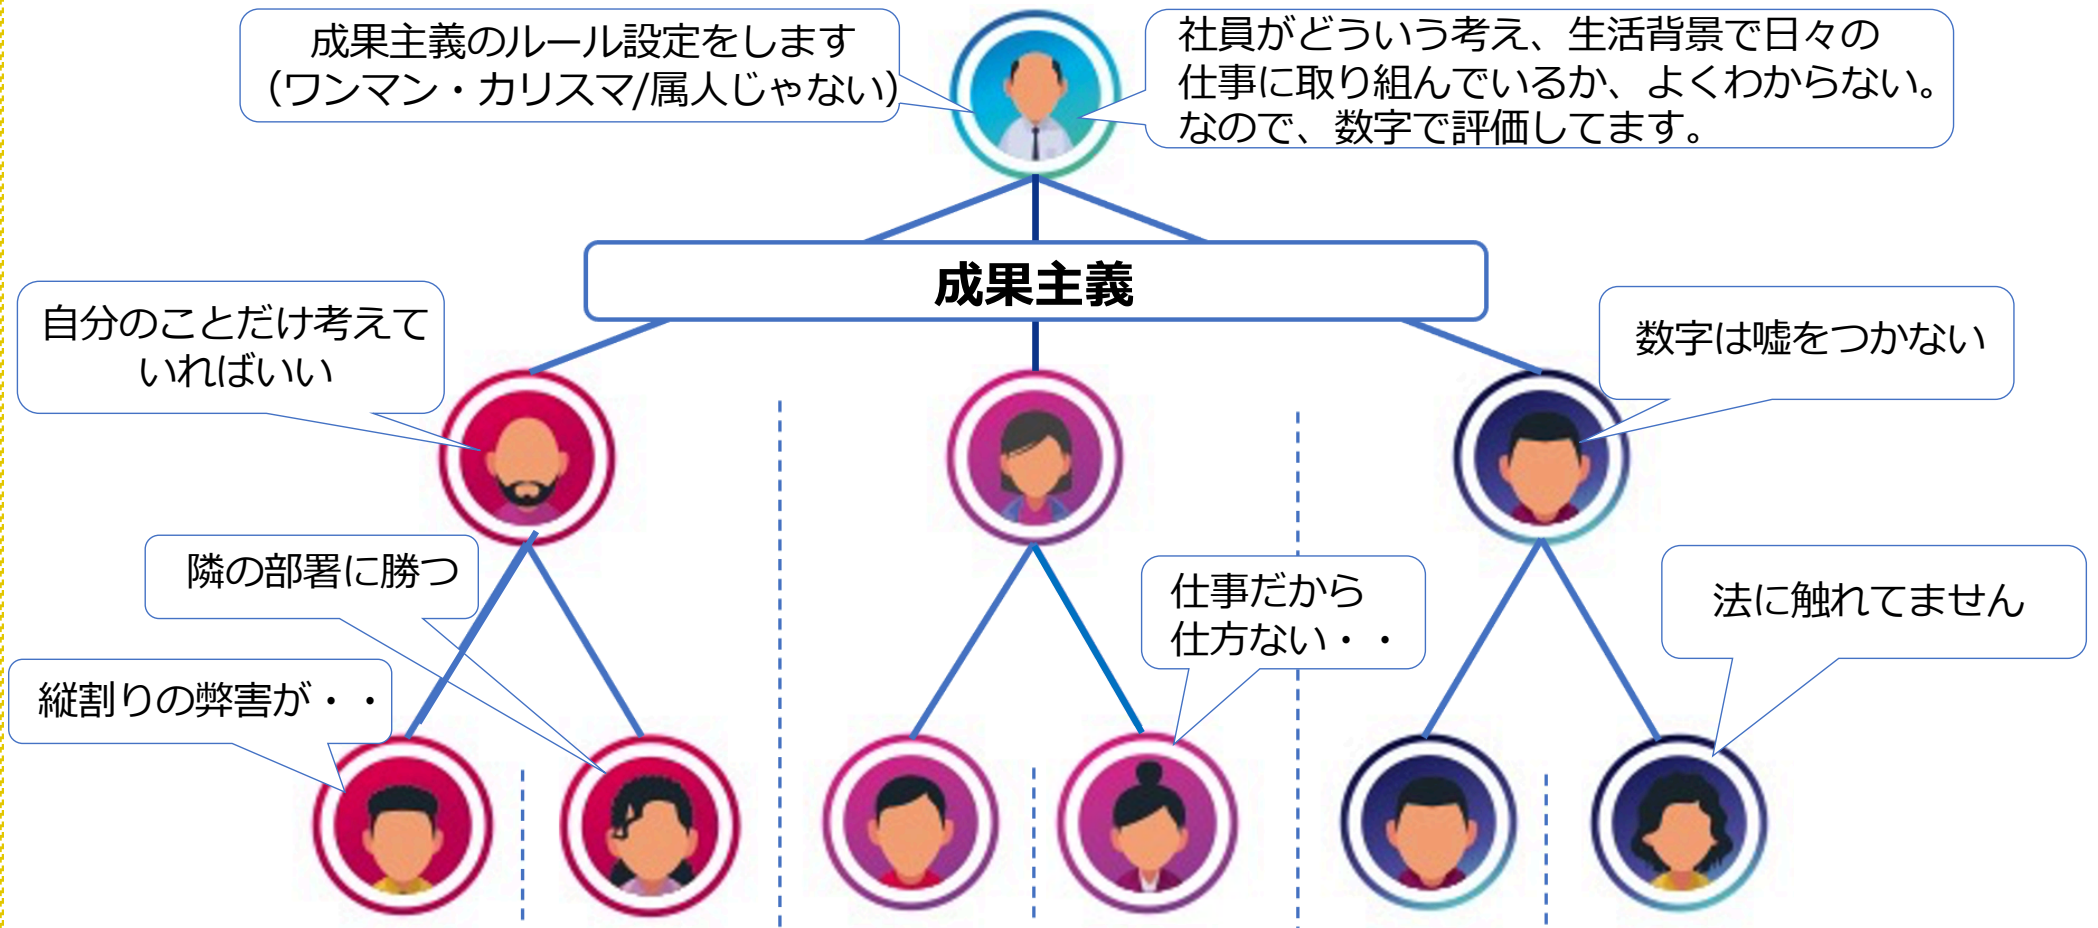 成果主義のルール設定をします
（ワンマン・カリスマ/属人じゃない）
社員がどういう考え、生活背景で日々の
仕事に取り組んでいるか、よくわからない。
なので、数字で評価してます。
成果主義
自分のことだけ考えて
いればいい
数字は嘘をつかない
隣の部署に勝つ
仕事だから
仕方ない・・
法に触れてません
縦割りの弊害が・・